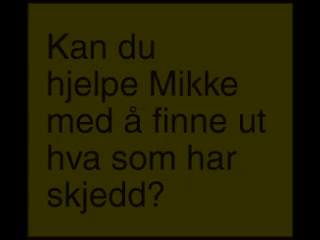 Kan du
hjelpe Mikke
med å finne ut
hva som har
skjedd?